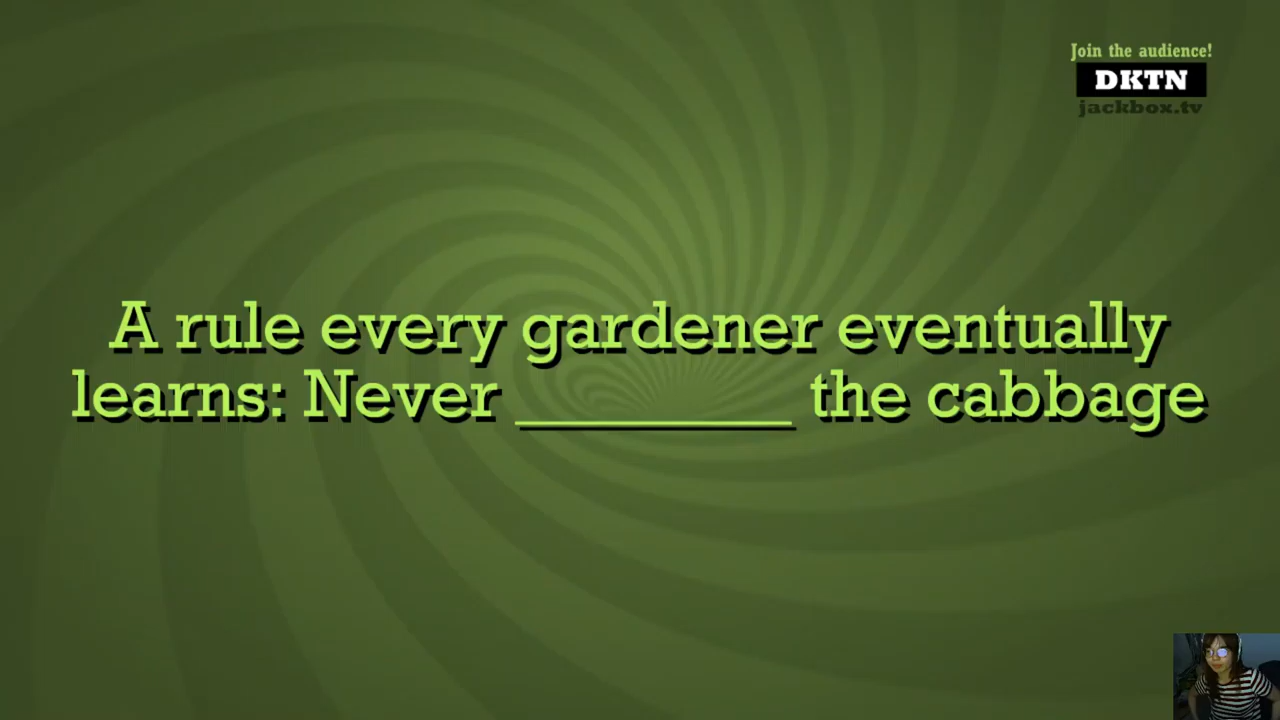 Join the audience!
DKTN
jackbox.tv
A rule every gardener eventually
learns: Never ________ the cabbage